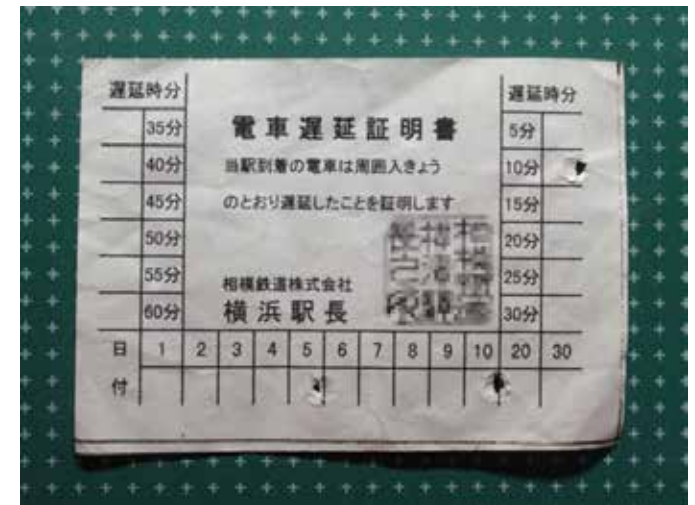 遅延時分
35分
40分
45分
50分
55分
60分
電車遅延証明書
当駅到着の電車は周囲入きょう
のとおり遅延したことを証明します
相模鉄道株式会社
横浜駅長
遅延時分
5分
10分
15分
20分
25分
30分
日付 1 2 3 4 5 6 7 8 9 10 20 30